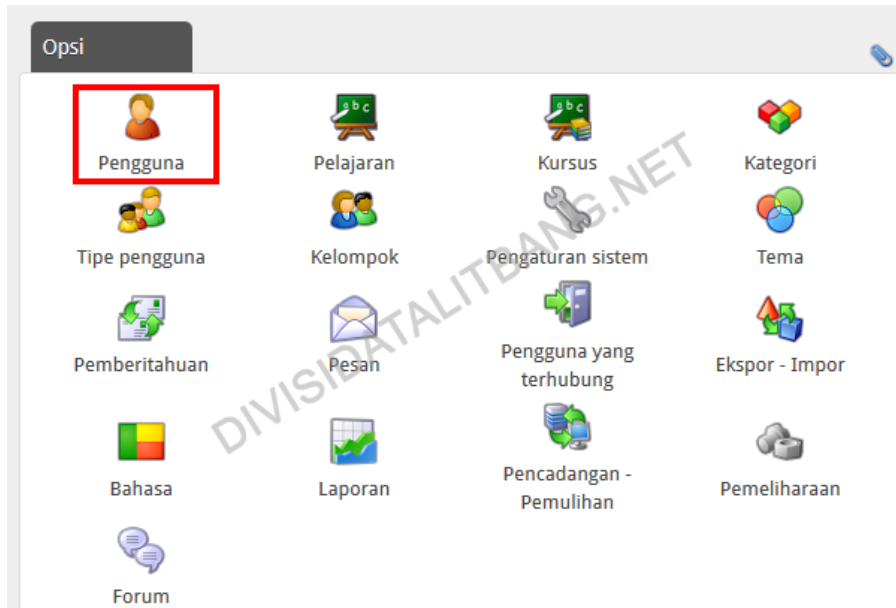 Opsi
Pengguna
Pelajaran
Kursus
Kategori
Tipe pengguna
Kelompok
Pengaturan sistem
Tema
Pemberitahuan
Pesan
Pengguna yang
terhubung
Ekspor - Impor
Bahasa
Laporan
Pencadangan -
Pemulihan
Pemeliharaan
Forum
DIVISIDATALITBANG.NET